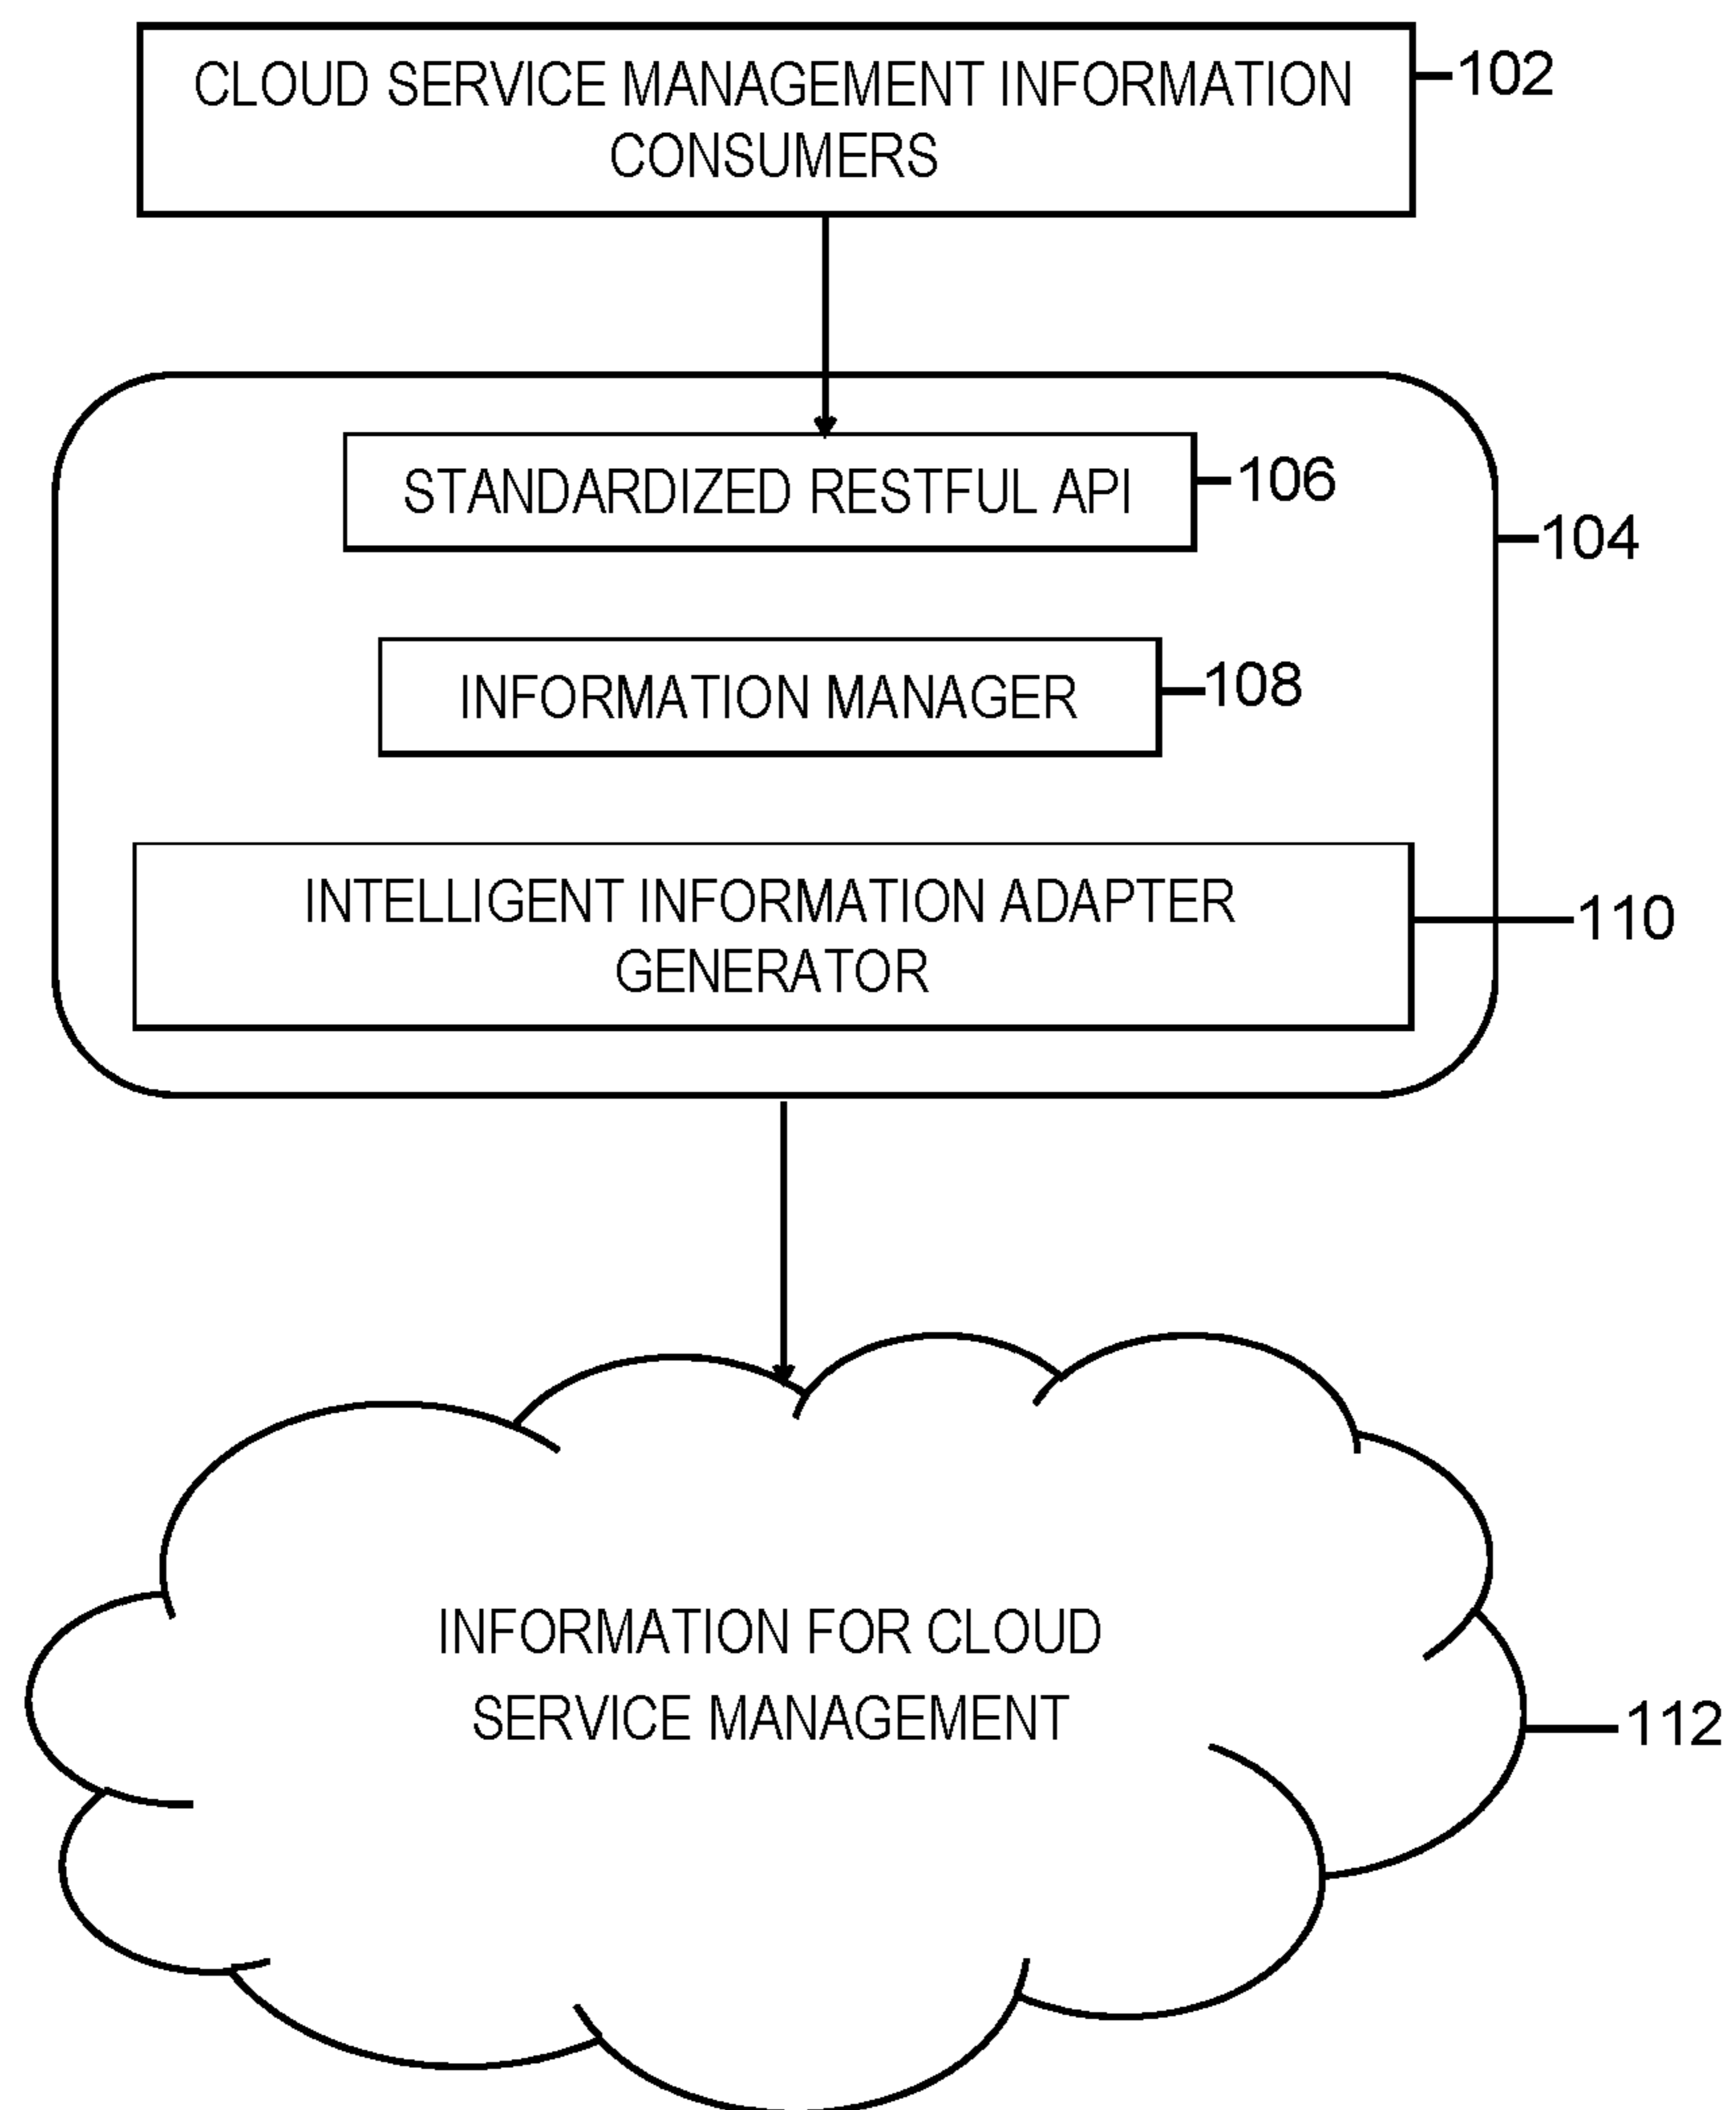 CLOUD SERVICE MANAGEMENT INFORMATION
CONSUMERS
102
STANDARDIZED RESTFUL API
106
104
INFORMATION MANAGER
108
INTELLIGENT INFORMATION ADAPTER
GENERATOR
110
INFORMATION FOR CLOUD
SERVICE MANAGEMENT
112